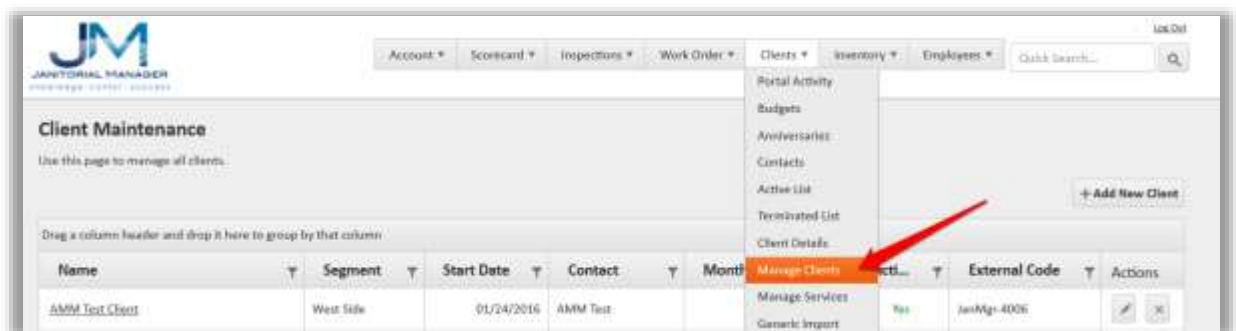 Log Out
JM
JANITORIAL MANAGER
Account Scorecard Inspections Work Order Clients Inventory Employees Quick Search...
Portal Activity
Budgets
Client Maintenance
Anniversaries
Use this page to manage all clients.
Contacts
Active List
+ Add New Client
Terminated List
Drag a column header and drop it here to group by that column
Client Details
Name Segment Start Date Contact Month Manage Clients cti... External Code Actions
Manage Services
AMM Test Client West Side 01/24/2016 AMM Test Yes JanMgr-4006
Generic Import